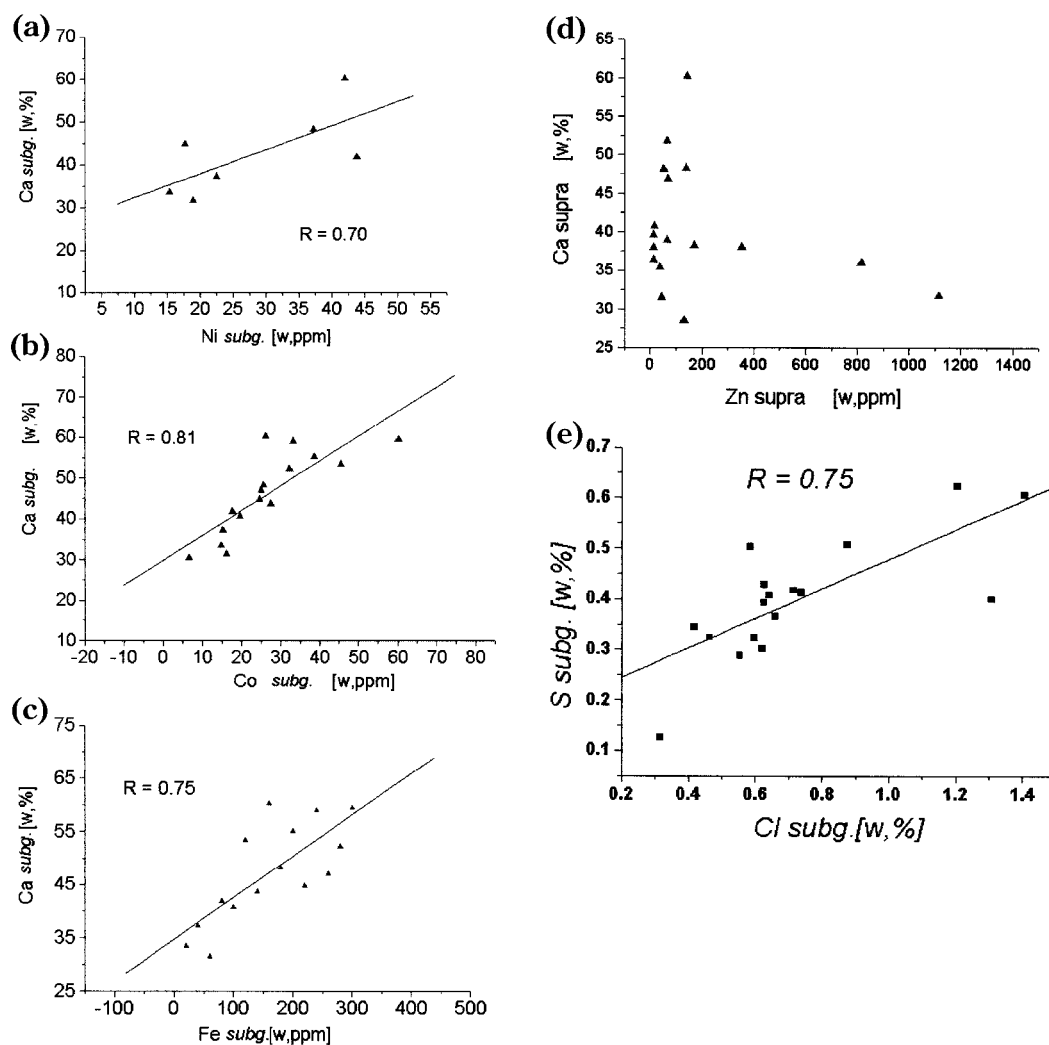 (a)
70
60
50
40
30
20
10
Ca subg. [w,%]
R = 0.70
5 10 15 20 25 30 35 40 45 50 55
Ni subg. [w,ppm]
(b)
80
70
60
50
40
30
20
10
Ca subg. [w,%]
R = 0.81
-20 -10 0 10 20 30 40 50 60 70 80
Co subg. [w,ppm]
(c)
75
65
55
45
35
25
Ca subg.[w,%]
R = 0.75
-100 0 100 200 300 400 500
Fe subg.[w,ppm]
(d)
65
60
55
50
45
40
35
30
25
Ca supra [w,%]
0 200 400 600 800 1000 1200 1400
Zn supra [w,ppm]
(e)
0.7
0.6
0.5
0.4
0.3
0.2
0.1
S subg. [w,%]
R = 0.75
0.2 0.4 0.6 0.8 1.0 1.2 1.4
Cl subg.[w,%]